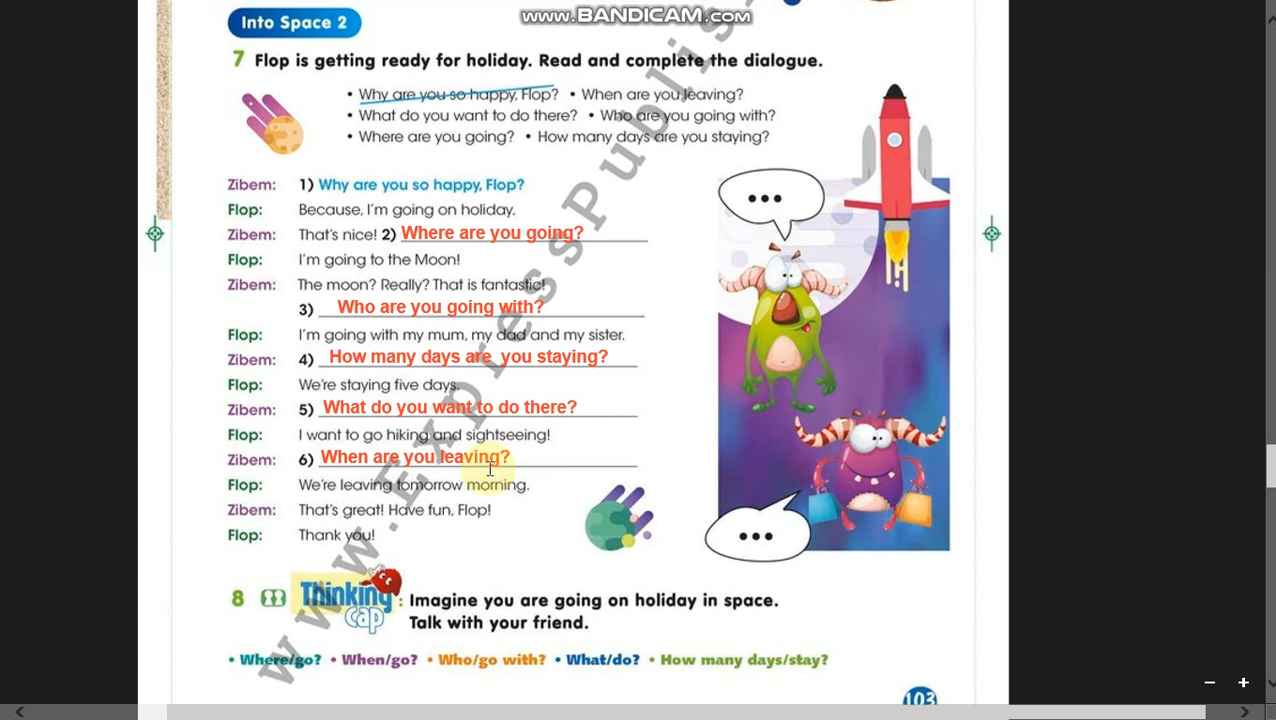 www.BANDICAM.com
Into Space 2
7 Flop is getting ready for holiday. Read and complete the dialogue.
• Why are you so happy, Flop? • When are you leaving?
• What do you want to do there? • Who are you going with?
• Where are you going? • How many days are you staying?
Zibem: 1) Why are you so happy, Flop?
Flop: Because, I'm going on holiday.
Zibem: That's nice! 2) Where are you going?
Flop: I'm going to the Moon!
Zibem: The moon? Really? That is fantastic!
3) Who are you going with?
Flop: I'm going with my mum, my dad and my sister.
Zibem: 4) How many days are you staying?
Flop: We're staying five days.
Zibem: 5) What do you want to do there?
Flop: I want to go hiking and sightseeing!
Zibem: 6) When are you leaving?
Flop: We're leaving tomorrow morning.
Zibem: That's great! Have fun, Flop!
Flop: Thank you!
•••
•••
8 Thinking Cap : Imagine you are going on holiday in space.
Talk with your friend.
• Where/go? • When/go? • Who/go with? • What/do? • How many days/stay?
103
www.ExpressPublis